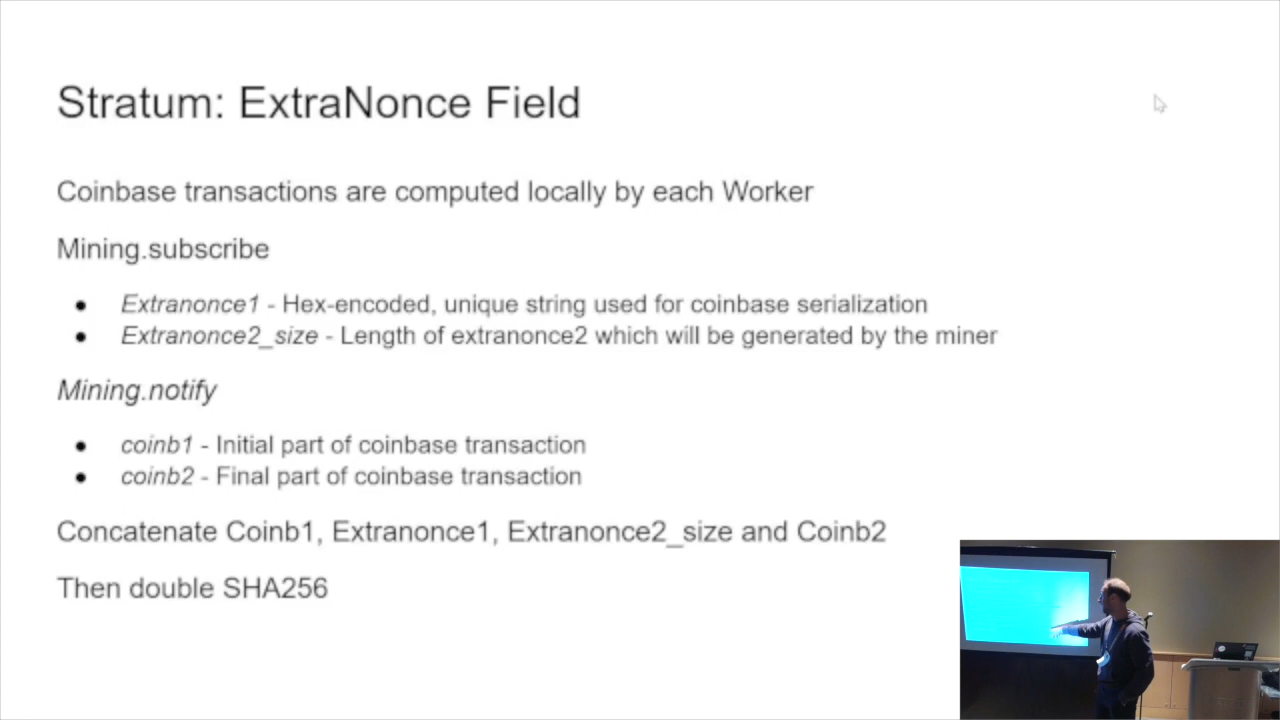 Stratum: ExtraNonce Field
Coinbase transactions are computed locally by each Worker
Mining.subscribe
● Extranonce1 - Hex-encoded, unique string used for coinbase serialization
● Extranonce2_size - Length of extranonce2 which will be generated by the miner
Mining.notify
● coinb1 - Initial part of coinbase transaction
● coinb2 - Final part of coinbase transaction
Concatenate Coinb1, Extranonce1, Extranonce2_size and Coinb2
Then double SHA256